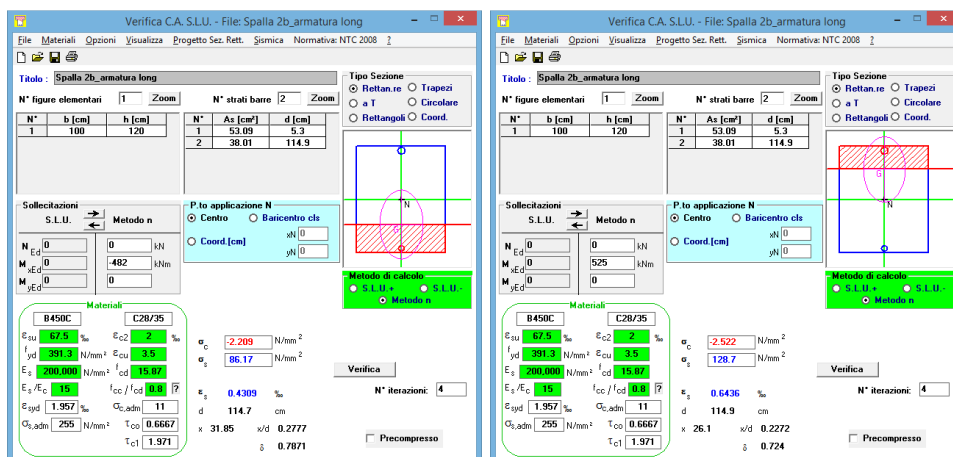 Verifica C.A. S.L.U. - File: Spalla 2b_armatura long
File Materiali Opzioni Visualizza Progetto Sez. Rett. Sismica Normativa: NTC 2008 ?
Titolo : Spalla 2b_armatura long
N° figure elementari 1 Zoom N° strati barre 2 Zoom
N° b [cm] h [cm]
1 100 120
N° As [cm²] d [cm]
1 53.09 5.3
2 38.01 114.9
Tipo Sezione
Rettan.re Trapezi
a T Circolare
Rettangoli Coord.
G
N
Sollecitazioni
S.L.U. Metodo n
N Ed 0 0 kN
M xEd 0 -482 kNm
M yEd 0 0
P.to applicazione N
Centro Baricentro cls
Coord.[cm] xN 0
yN 0
Metodo di calcolo
S.L.U.+ S.L.U.-
Metodo n
Materiali
B450C C28/35
εsu 67.5 ‰ εc2 2 ‰
fyd 391.3 N/mm² εcu 3.5
Es 200,000 N/mm² fcd 15.87
Es/Ec 15 fcc/fcd 0.8 ?
εsyd 1.957 ‰ σc,adm 11
σs,adm 255 N/mm² τco 0.6667
τc1 1.971
σc -2.209 N/mm²
σs 86.17 N/mm²
εs 0.4309 ‰
d 114.7 cm
x 31.85 x/d 0.2777
δ 0.7871
Verifica
N° iterazioni: 4
Precompresso
Verifica C.A. S.L.U. - File: Spalla 2b_armatura long
File Materiali Opzioni Visualizza Progetto Sez. Rett. Sismica Normativa: NTC 2008 ?
Titolo : Spalla 2b_armatura long
N° figure elementari 1 Zoom N° strati barre 2 Zoom
N° b [cm] h [cm]
1 100 120
N° As [cm²] d [cm]
1 53.09 5.3
2 38.01 114.9
Tipo Sezione
Rettan.re Trapezi
a T Circolare
Rettangoli Coord.
G
N
Sollecitazioni
S.L.U. Metodo n
N Ed 0 0 kN
M xEd 0 525 kNm
M yEd 0 0
P.to applicazione N
Centro Baricentro cls
Coord.[cm] xN 0
yN 0
Metodo di calcolo
S.L.U.+ S.L.U.-
Metodo n
Materiali
B450C C28/35
εsu 67.5 ‰ εc2 2 ‰
fyd 391.3 N/mm² εcu 3.5
Es 200,000 N/mm² fcd 15.87
Es/Ec 15 fcc/fcd 0.8 ?
εsyd 1.957 ‰ σc,adm 11
σs,adm 255 N/mm² τco 0.6667
τc1 1.971
σc -2.522 N/mm²
σs 128.7 N/mm²
εs 0.6436 ‰
d 114.9 cm
x 26.1 x/d 0.2272
δ 0.724
Verifica
N° iterazioni: 4
Precompresso